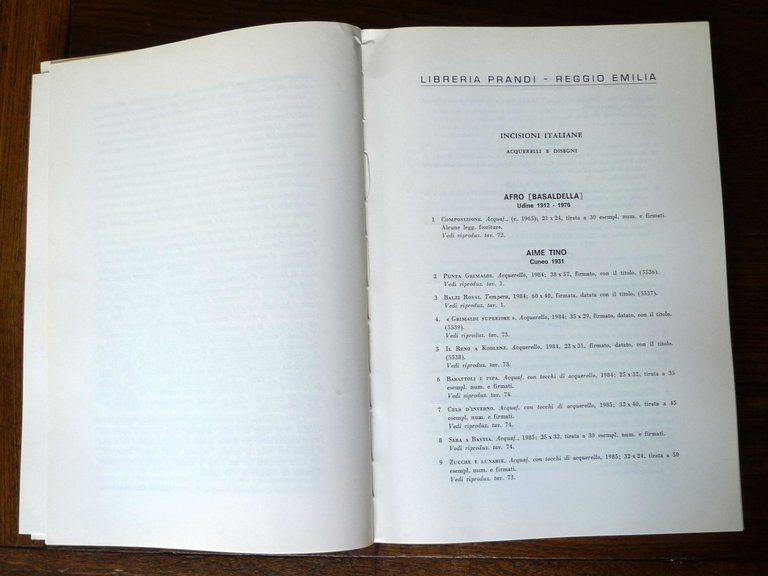 LIBRERIA PRANDI - REGGIO EMILIA
INCISIONI ITALIANE
ACQUERELLI E DISEGNI
AFRO [BASALDELLA]
Udine 1912 - 1976
1 COMPOSIZIONE. Acquaf., (c. 1965); 21 x 24, tirata a 30 esempl. num. e firmati.
Alcune legg. fioriture.
Vedi riproduz. tav. 72.
AIME TINO
Cuneo 1931
2 PUNTA GRIMALDI. Acquerello, 1984; 38 x 57, firmato, con il titolo. (5536).
Vedi riproduz. tav. 1.
3 BALZI ROSSI. Tempera, 1984; 60 x 40, firmata, datata con il titolo. (5537).
Vedi riproduz. tav. 1.
4. « GRIMALDI SUPERIORE ». Acquerello, 1984; 35 x 29, firmato, datato, con il titolo.
(5539).
Vedi riproduz. tav. 73.
5 IL RENO A KOBLENZ. Acquerello, 1984, 23 x 31, firmato, datato, con il titolo.
(5538).
Vedi riproduz. tav. 73.
6 BARATTOLI E PIPA. Acquaf. con tocchi di acquerello, 1984; 25 x 32, tirata a 35
esempl. num. e firmati.
Vedi riproduz. tav. 74.
7 CELS D'INVERNO. Acquaf. con tocchi di acquerello, 1985; 32 x 40, tirata a 45
esempl. num. e firmati.
Vedi riproduz. tav. 74.
8 SERA A BASTIA. Acquaf., 1985; 25 x 32, tirata a 30 esempl. num. e firmati.
Vedi riproduz. tav. 74.
9 ZUCCHE E LUNARIE. Acquaf. con tocchi di acquerello, 1985; 32 x 24, tirata a 50
esempl. num. e firmati.
Vedi riproduz. tav. 73.